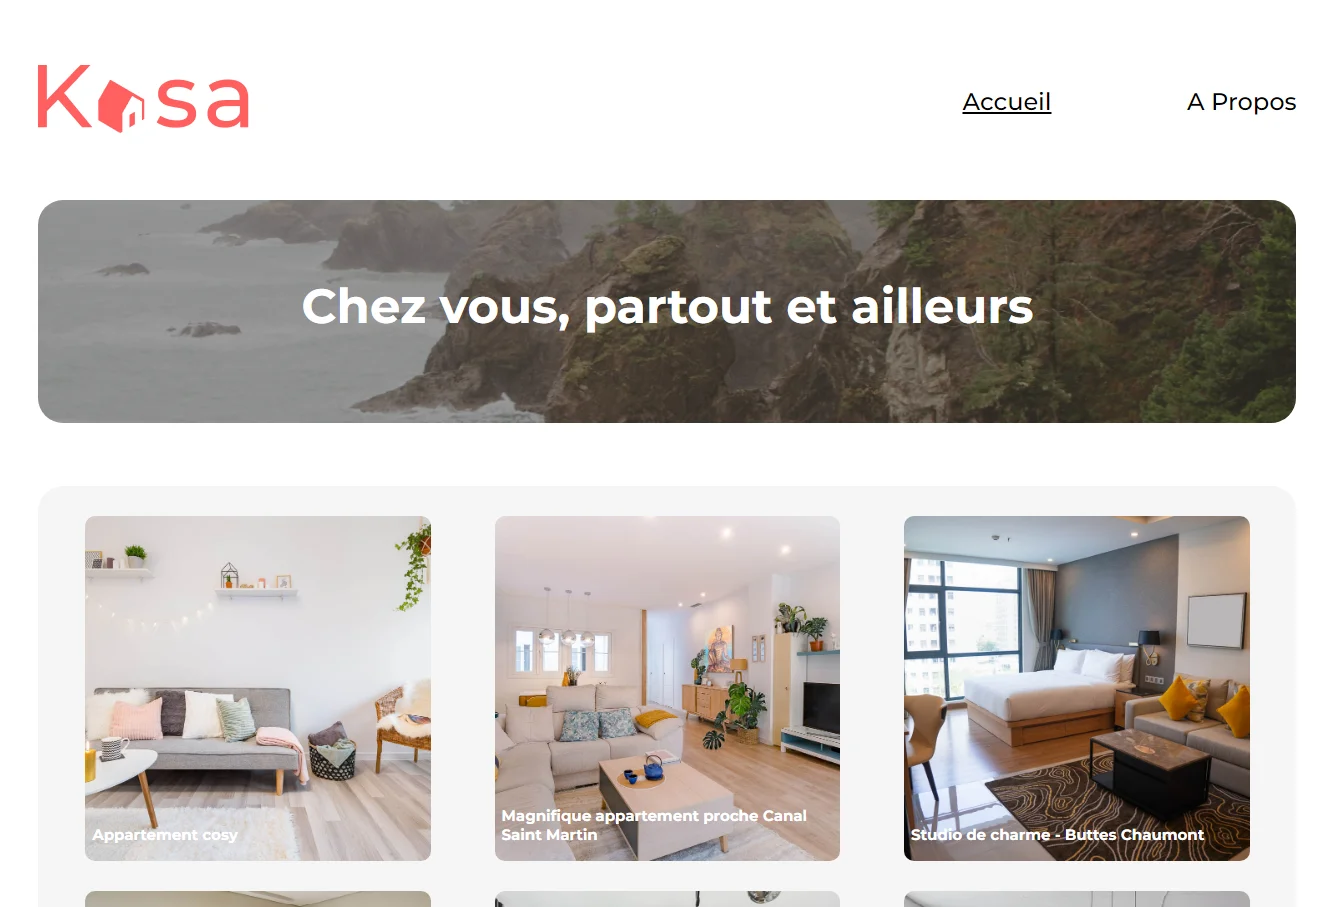 Kasa
Accueil
A Propos
Chez vous, partout et ailleurs
Appartement cosy
Magnifique appartement proche Canal
Saint Martin
Studio de charme - Buttes Chaumont